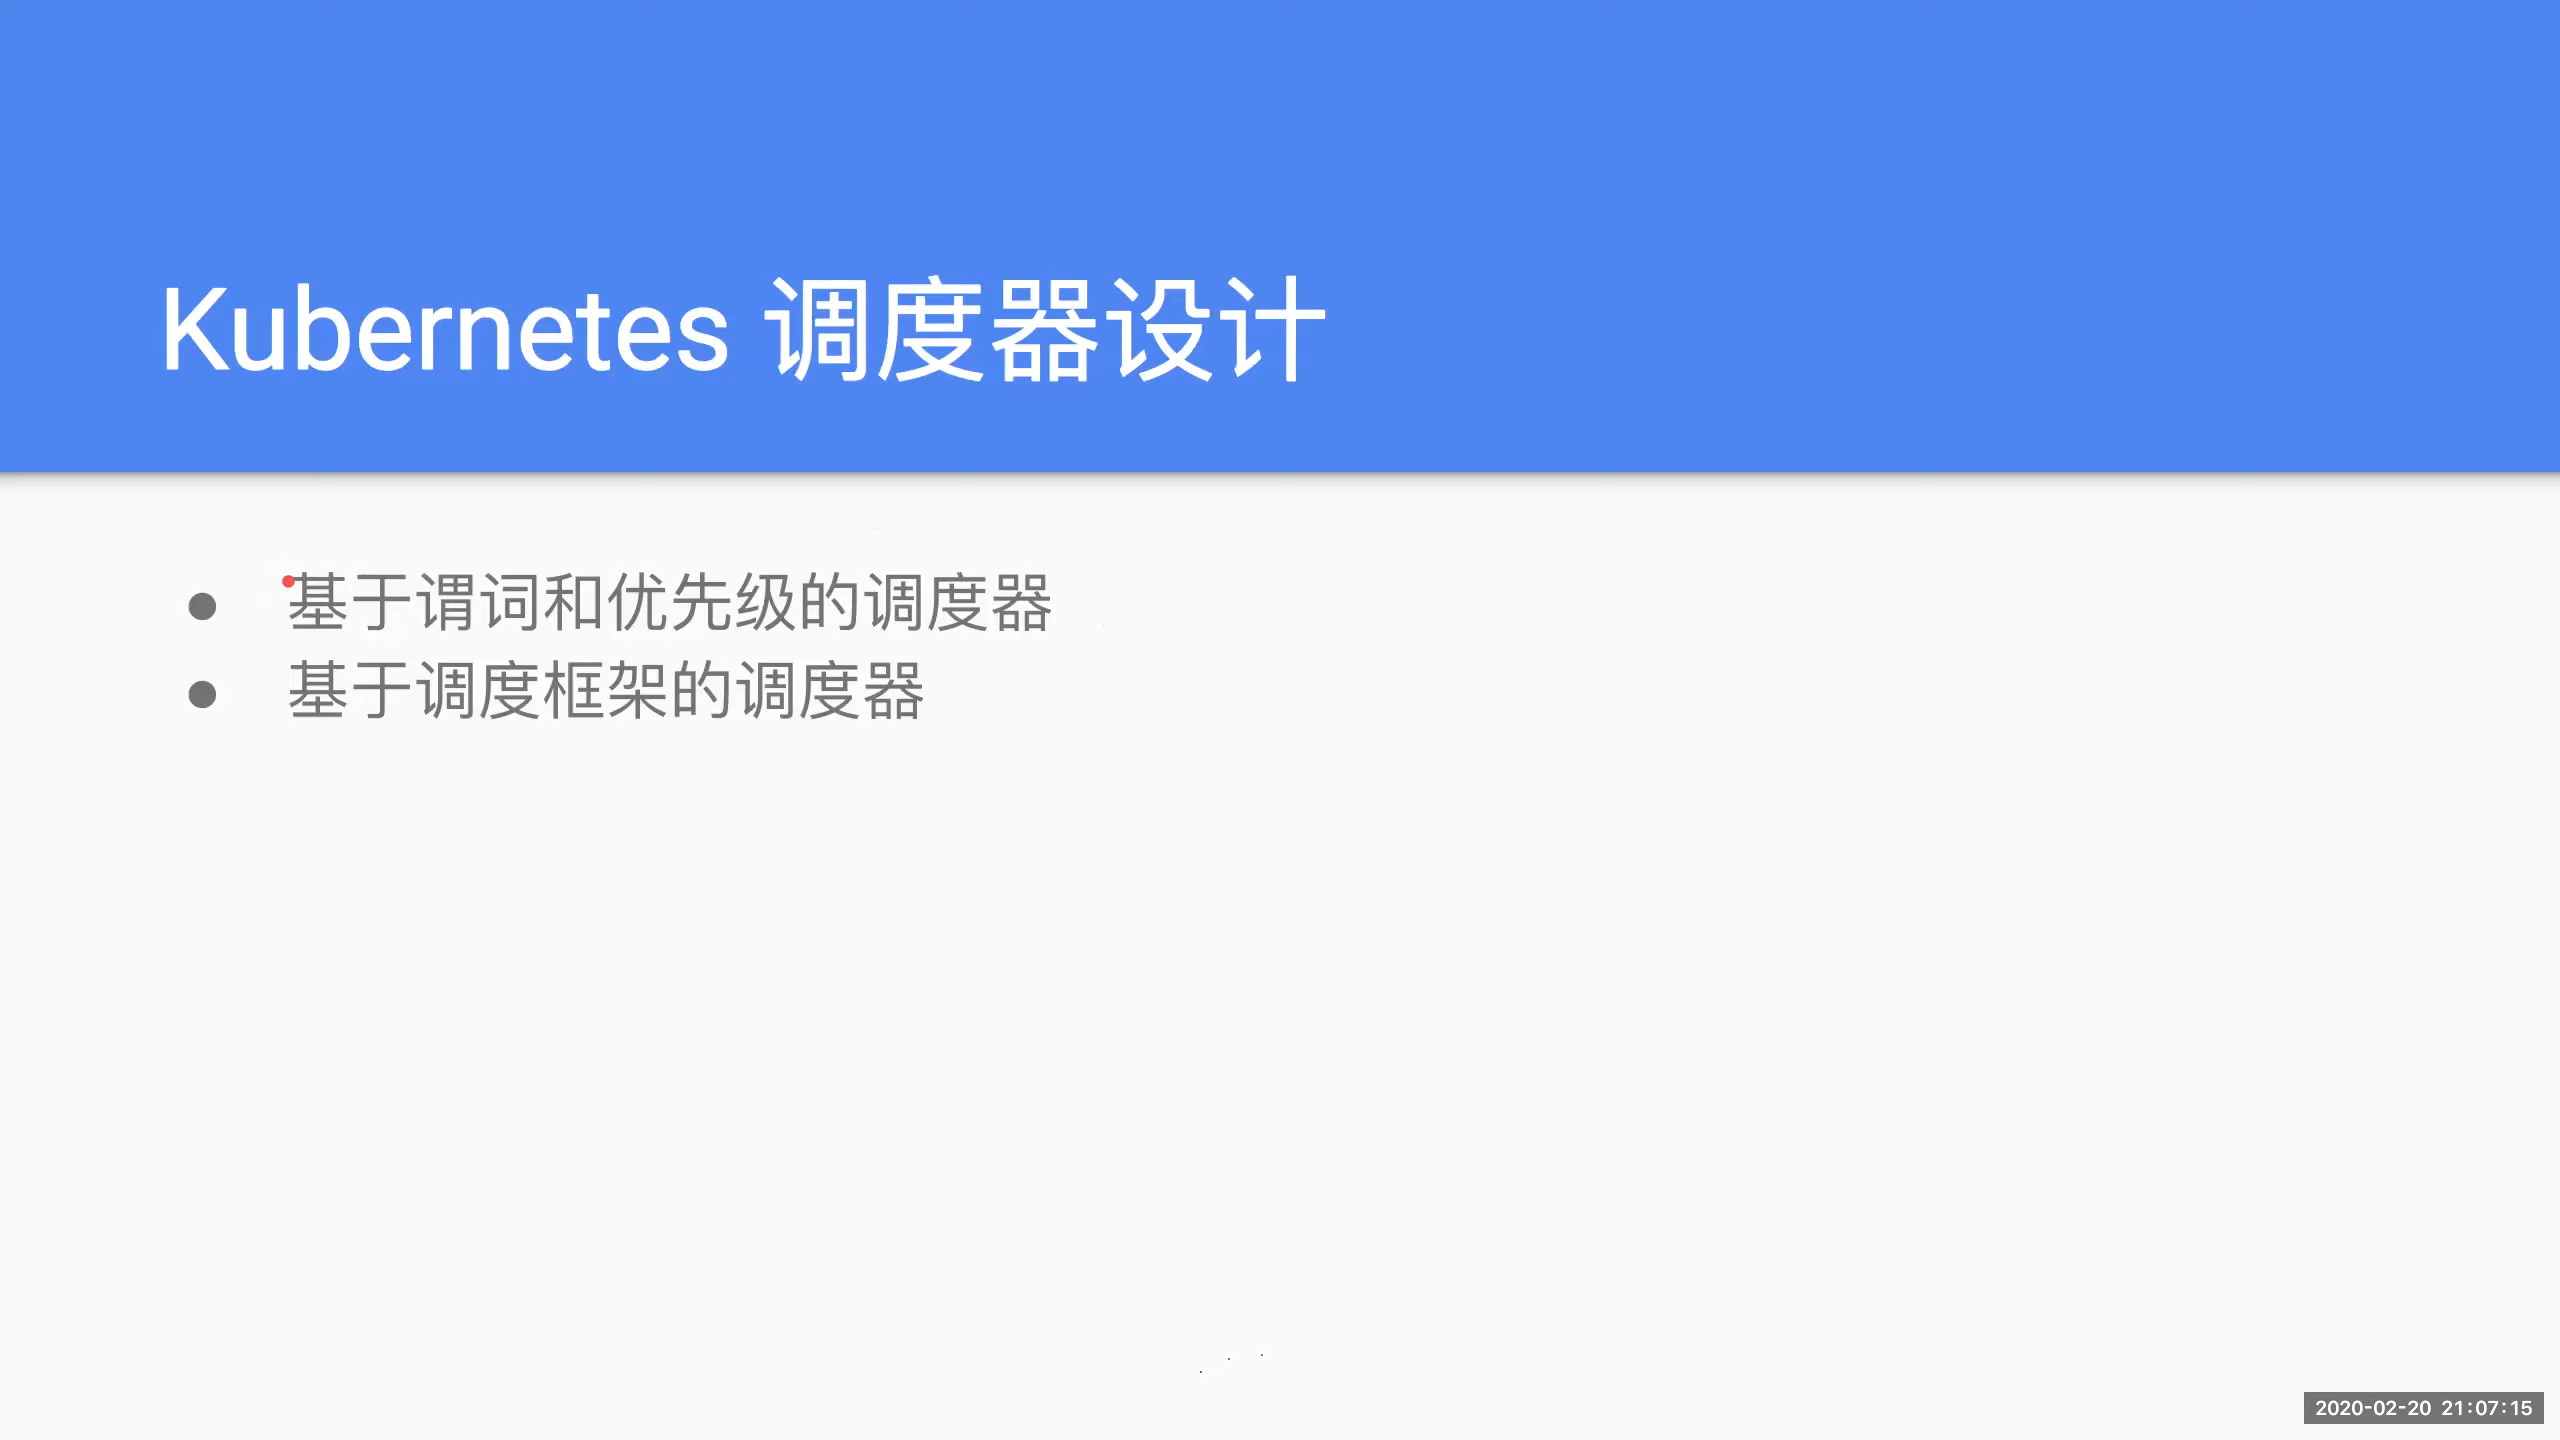 Kubernetes 调度器设计
● 基于谓词和优先级的调度器
● 基于调度框架的调度器
2020-02-20 21:07:15